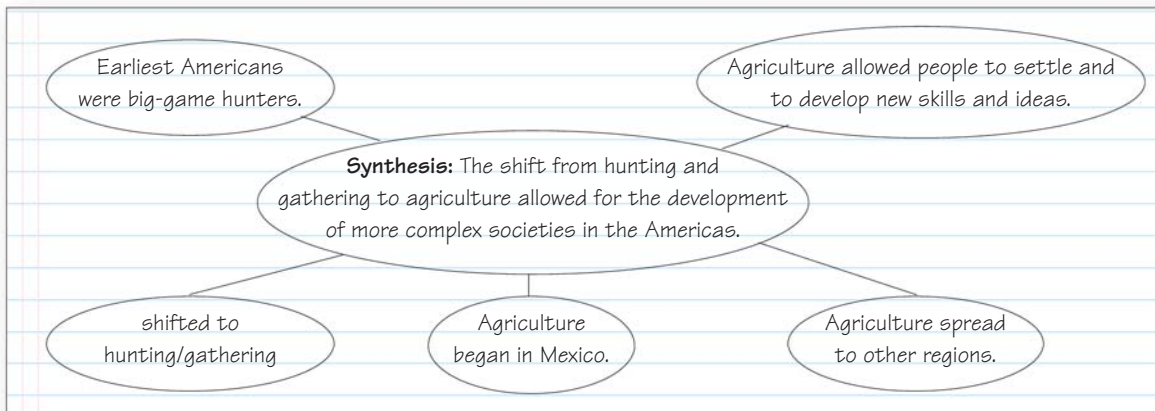 Earliest Americans
were big-game hunters.
Agriculture allowed people to settle and
to develop new skills and ideas.
Synthesis: The shift from hunting and
gathering to agriculture allowed for the development
of more complex societies in the Americas.
shifted to
hunting/gathering
Agriculture
began in Mexico.
Agriculture spread
to other regions.